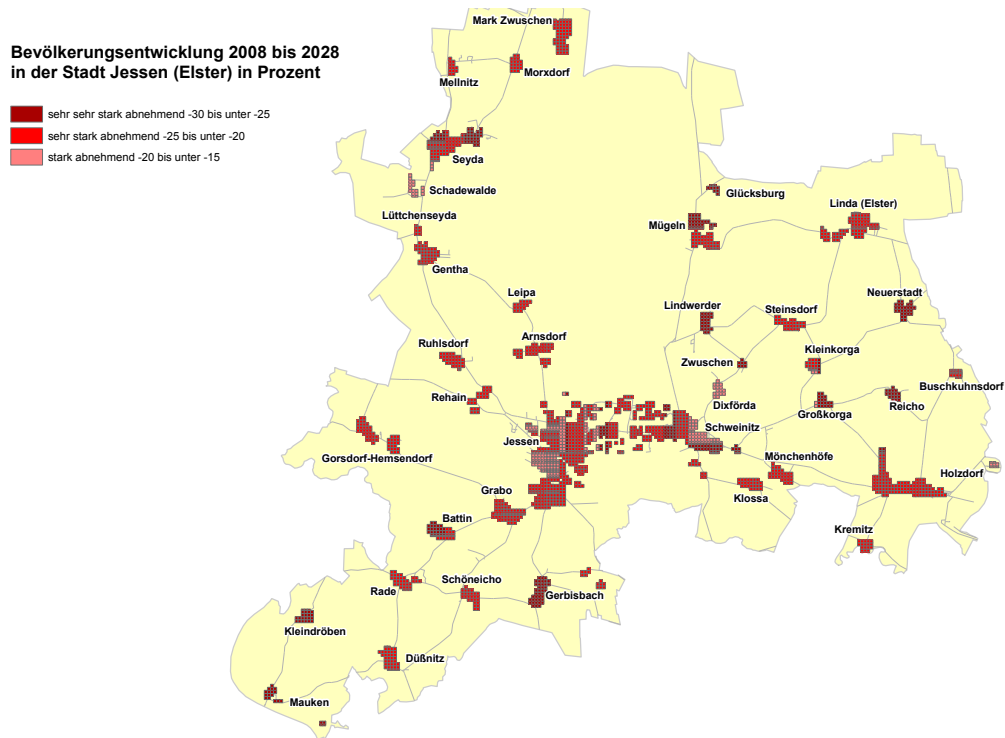 Bevölkerungsentwicklung 2008 bis 2028
in der Stadt Jessen (Elster) in Prozent
sehr sehr stark abnehmend -30 bis unter -25
sehr stark abnehmend -25 bis unter -20
stark abnehmend -20 bis unter -15
Mark Zwuschen
Mellnitz
Morxdorf
Seyda
Schadewalde
Glücksburg
Lüttchenseyda
Linda (Elster)
Mügeln
Gentha
Leipa
Neuerstadt
Lindwerder
Steinsdorf
Arnsdorf
Ruhlsdorf
Kleinkorga
Zwuschen
Buschkuhnsdorf
Rehain
Dixförda
Großkorga
Reicho
Jessen
Schweinitz
Gorsdorf-Hemsendorf
Mönchenhöfe
Holzdorf
Grabo
Klossa
Battin
Kremitz
Schöneicho
Rade
Gerbisbach
Kleindröben
Düßnitz
Mauken